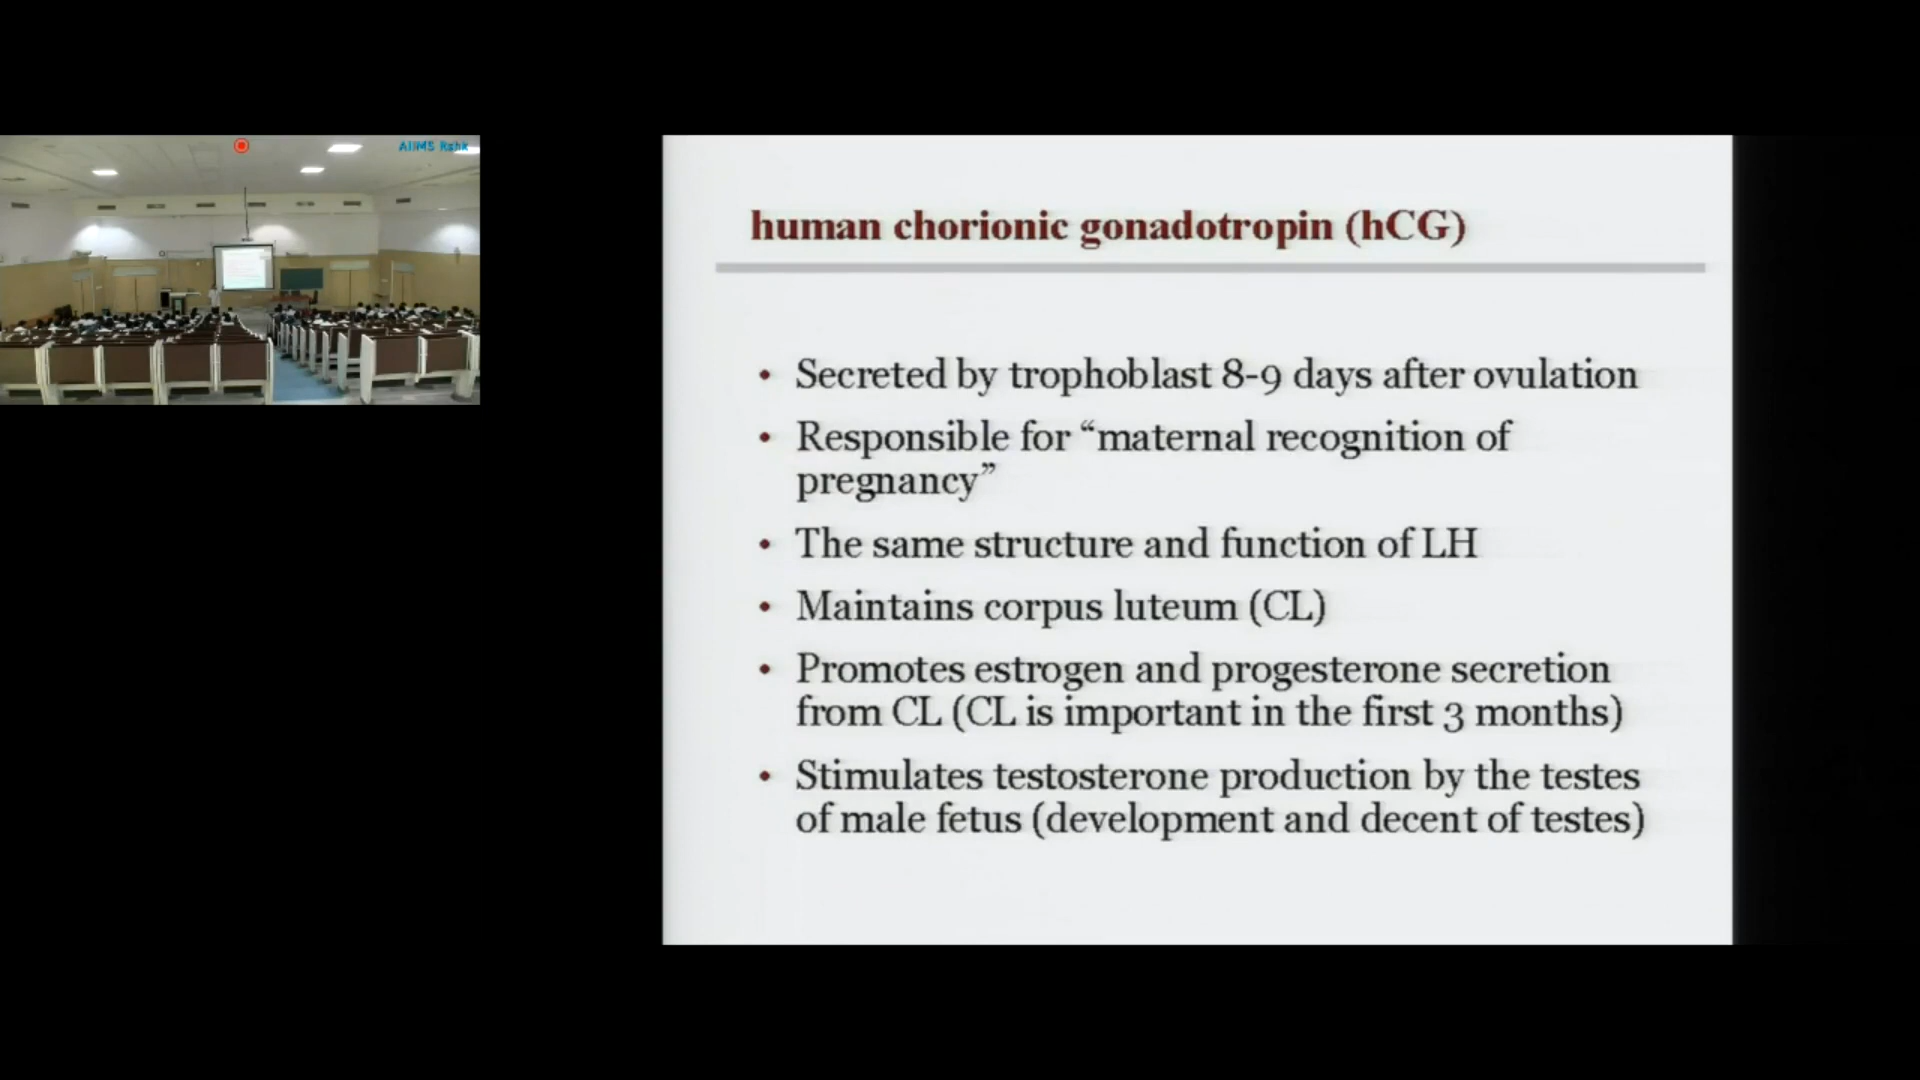 AIIMS Rshk
human chorionic gonadotropin (hCG)
• Secreted by trophoblast 8-9 days after ovulation
• Responsible for “maternal recognition of
pregnancy”
• The same structure and function of LH
• Maintains corpus luteum (CL)
• Promotes estrogen and progesterone secretion
from CL (CL is important in the first 3 months)
• Stimulates testosterone production by the testes
of male fetus (development and decent of testes)